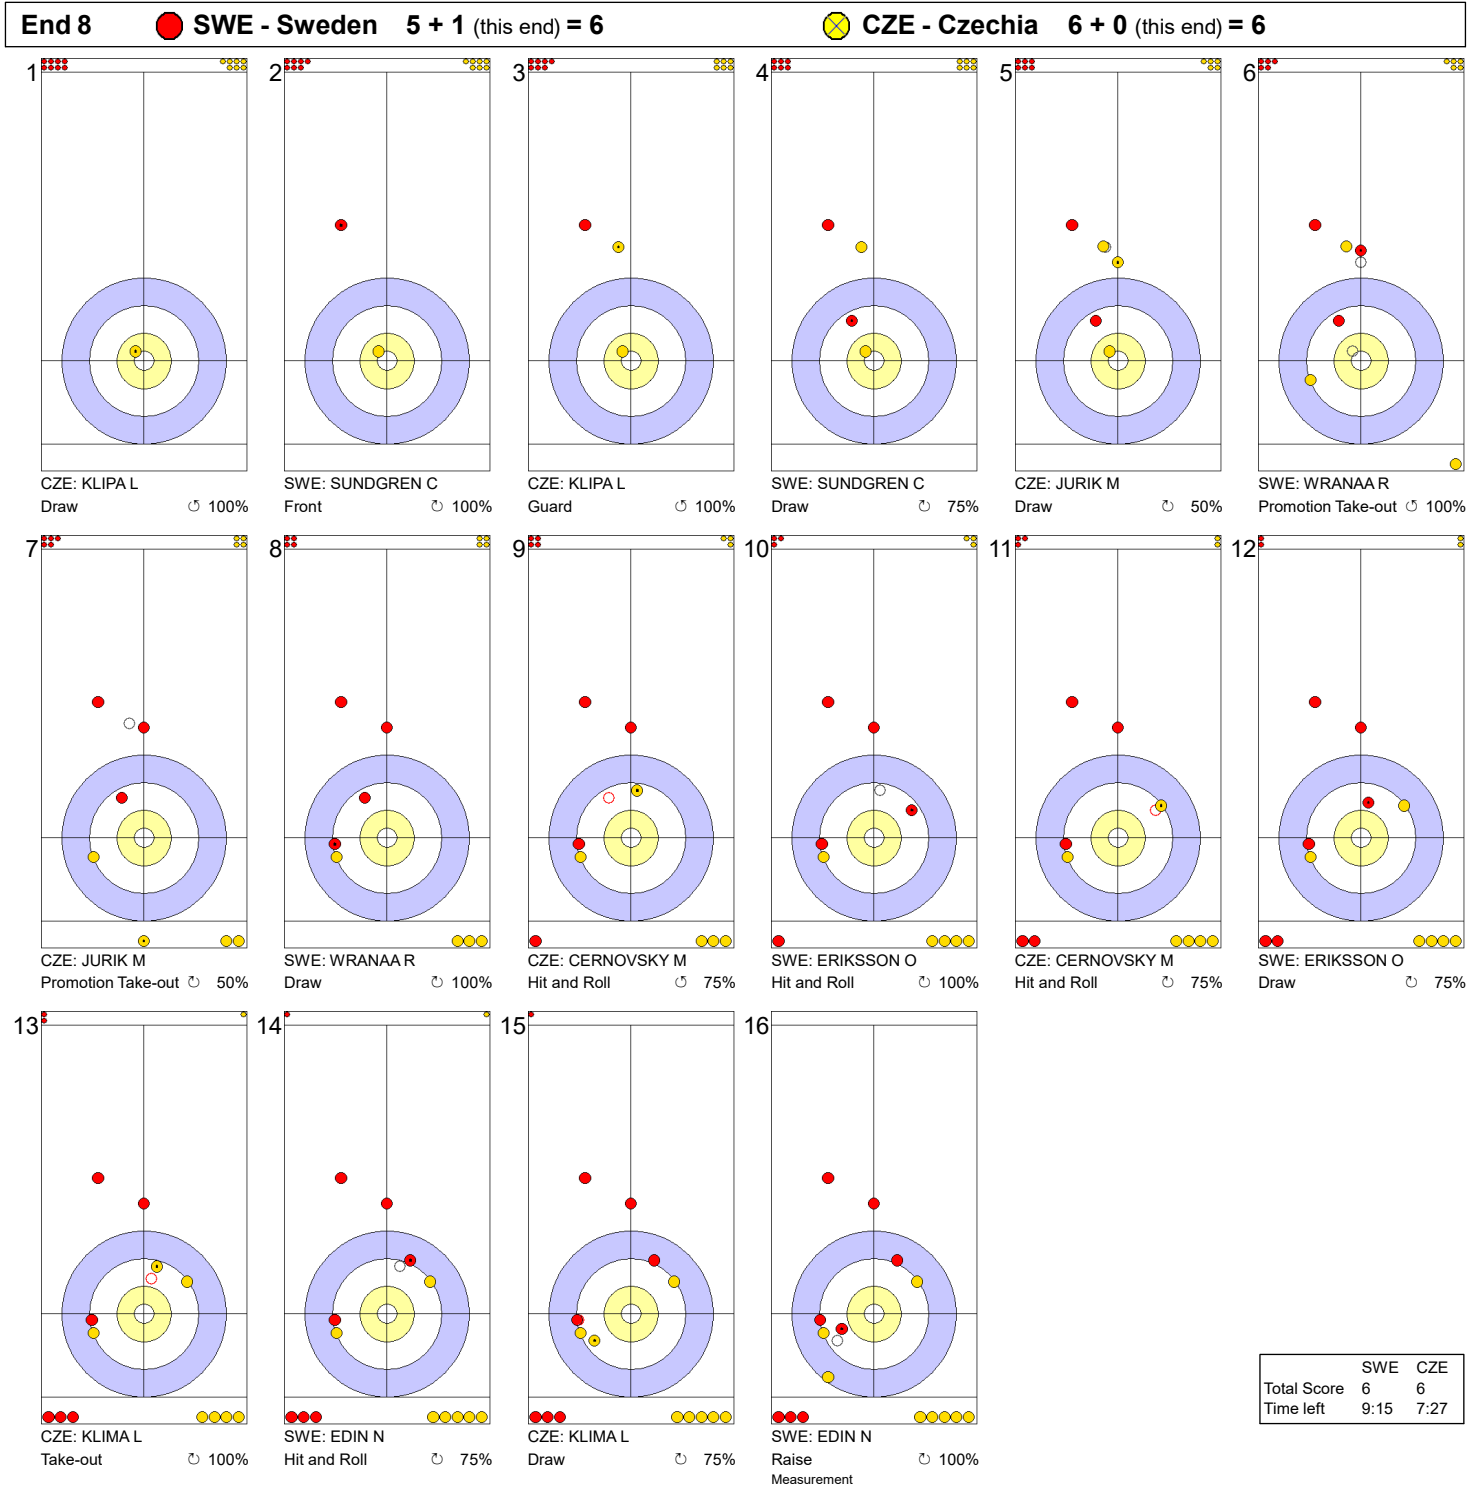 End 8 SWE - Sweden 5 + 1 (this end) = 6 CZE - Czechia 6 + 0 (this end) = 6
1 2 3 4 5 6
CZE: KLIPA L SWE: SUNDGREN C CZE: KLIPA L SWE: SUNDGREN C CZE: JURIK M SWE: WRANAA R
Draw ↺ 100% Front ↻ 100% Guard ↺ 100% Draw ↻ 75% Draw ↻ 50% Promotion Take-out ↺ 100%
7 8 9 10 11 12
CZE: JURIK M SWE: WRANAA R CZE: CERNOVSKY M SWE: ERIKSSON O CZE: CERNOVSKY M SWE: ERIKSSON O
Promotion Take-out ↻ 50% Draw ↻ 100% Hit and Roll ↺ 75% Hit and Roll ↻ 100% Hit and Roll ↻ 75% Draw ↻ 75%
13 14 15 16
CZE: KLIMA L SWE: EDIN N CZE: KLIMA L SWE: EDIN N
Take-out ↻ 100% Hit and Roll ↻ 75% Draw ↻ 75% Raise ↻ 100%
Measurement
SWE CZE
Total Score 6 6
Time left 9:15 7:27